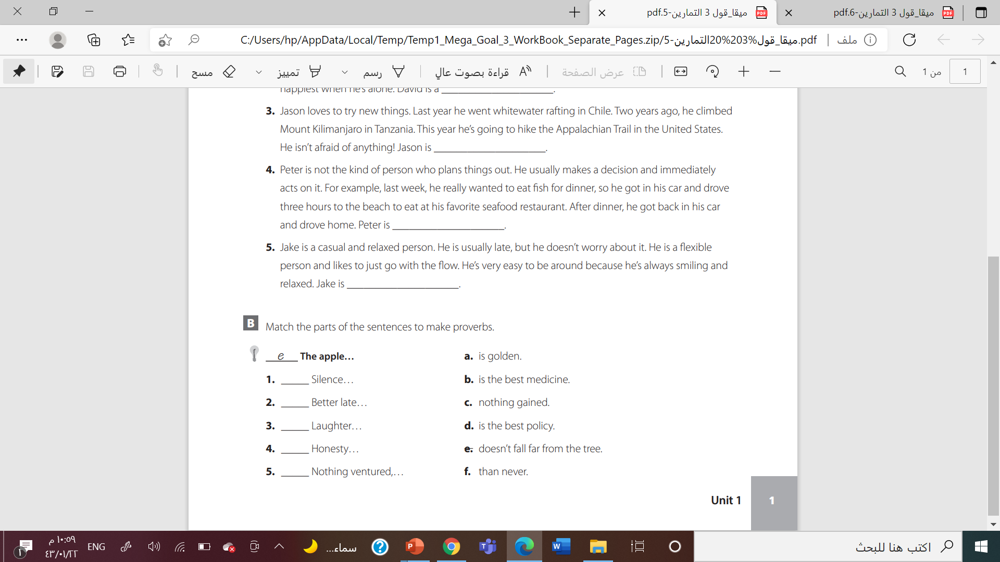 ميقا_قول 3 التمارين-5.pdf
ميقا_قول 3 التمارين-6.pdf
C:/Users/hp/AppData/Local/Temp/Temp1_Mega_Goal_3_WorkBook_Separate_Pages.zip/5-ميقا_قول%203%20التمارين.pdf
ملف
مسح
تمييز
رسم
قراءة بصوت عالٍ
عرض الصفحة
من 1
1
happiest when he's alone. David is a ____________________.
3. Jason loves to try new things. Last year he went whitewater rafting in Chile. Two years ago, he climbed
Mount Kilimanjaro in Tanzania. This year he's going to hike the Appalachian Trail in the United States.
He isn't afraid of anything! Jason is ____________________.
4. Peter is not the kind of person who plans things out. He usually makes a decision and immediately
acts on it. For example, last week, he really wanted to eat fish for dinner, so he got in his car and drove
three hours to the beach to eat at his favorite seafood restaurant. After dinner, he got back in his car
and drove home. Peter is ____________________.
5. Jake is a casual and relaxed person. He is usually late, but he doesn't worry about it. He is a flexible
person and likes to just go with the flow. He's very easy to be around because he's always smiling and
relaxed. Jake is ____________________.
B Match the parts of the sentences to make proverbs.
__e__ The apple…
a. is golden.
1. _____ Silence…
b. is the best medicine.
2. _____ Better late…
c. nothing gained.
3. _____ Laughter…
d. is the best policy.
4. _____ Honesty…
e. doesn't fall far from the tree.
5. _____ Nothing ventured,…
f. than never.
Unit 1 1
١٠:٥٩ م
٤٣/٠١/٢٢
ENG
سماء...
اكتب هنا للبحث